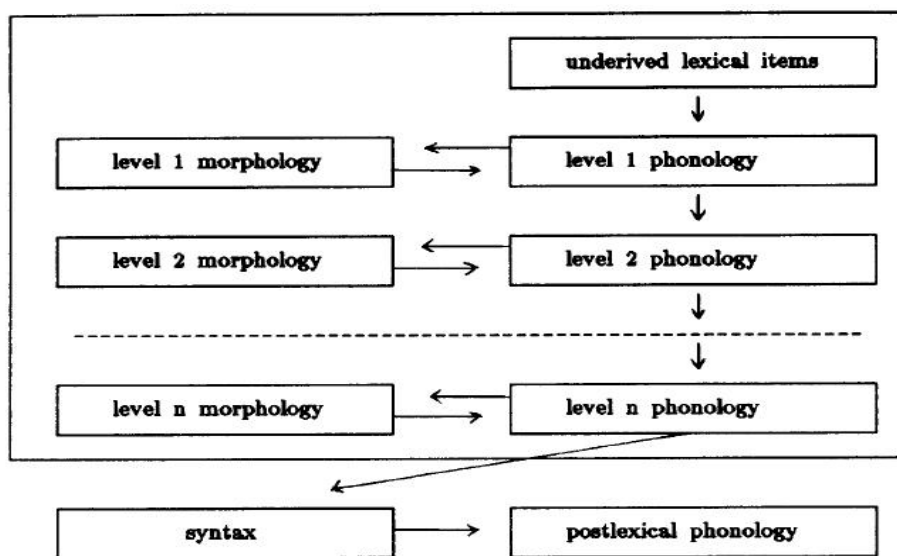 underived lexical items
level 1 morphology
level 1 phonology
level 2 morphology
level 2 phonology
level n morphology
level n phonology
syntax
postlexical phonology